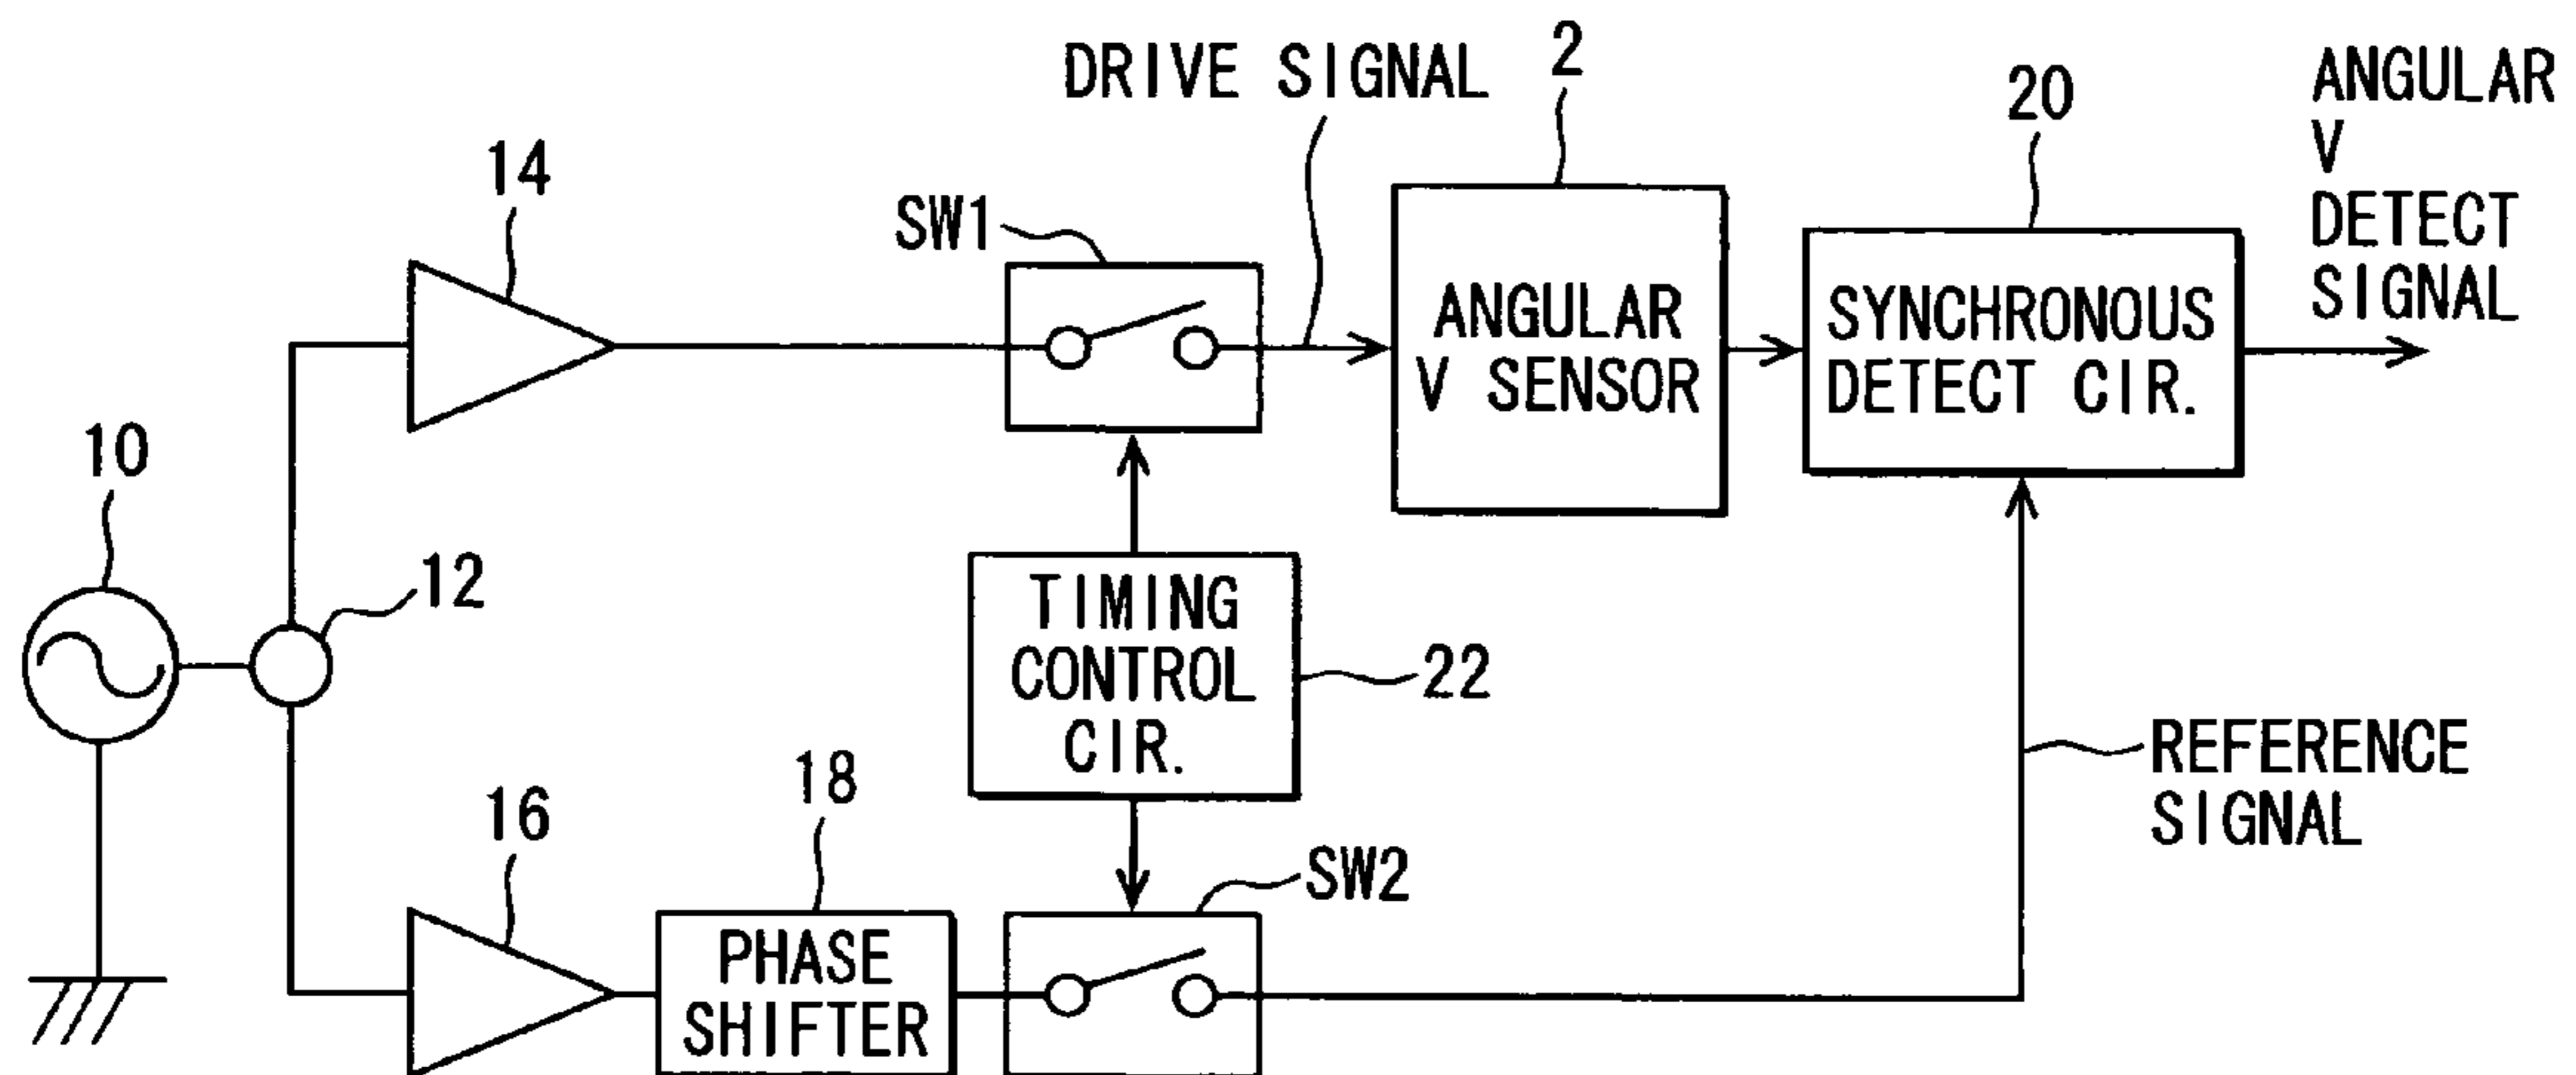 DRIVE SIGNAL
2
20
ANGULAR
V
DETECT
SIGNAL
14
SW1
ANGULAR
V SENSOR
SYNCHRONOUS
DETECT CIR.
10
12
TIMING
CONTROL
CIR.
22
REFERENCE
SIGNAL
16
18
SW2
PHASE
SHIFTER